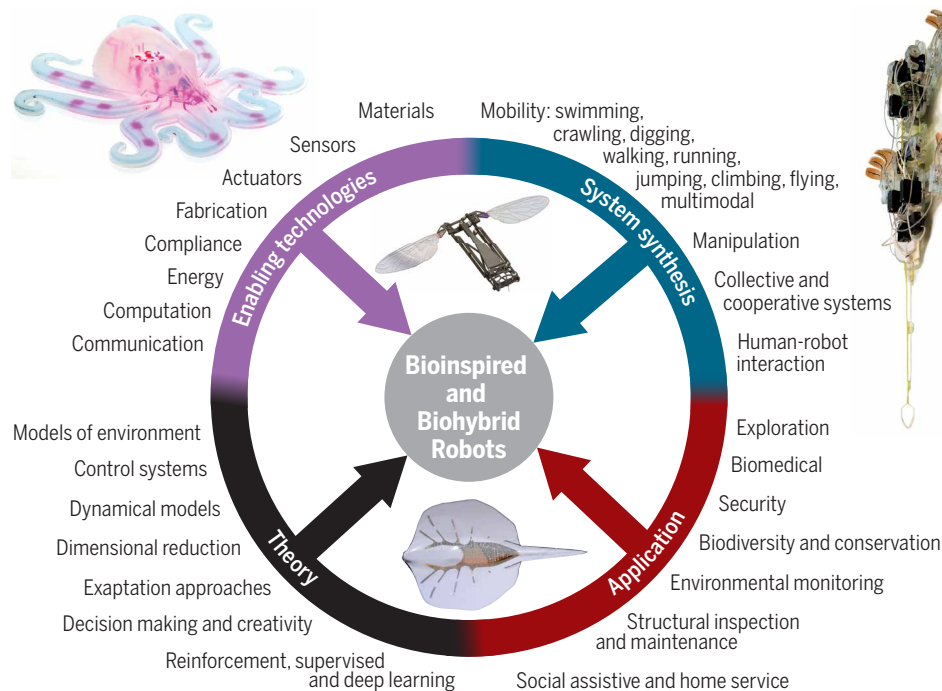 Materials
Sensors
Actuators
Fabrication
Compliance
Energy
Computation
Communication
Enabling technologies
Mobility: swimming,
crawling, digging,
walking, running,
jumping, climbing, flying,
multimodal
Manipulation
Collective and
cooperative systems
Human-robot
interaction
System synthesis
Bioinspired
and
Biohybrid
Robots
Models of environment
Control systems
Dynamical models
Dimensional reduction
Exaptation approaches
Decision making and creativity
Reinforcement, supervised
and deep learning
Theory
Exploration
Biomedical
Security
Biodiversity and conservation
Environmental monitoring
Structural inspection
and maintenance
Social assistive and home service
Application